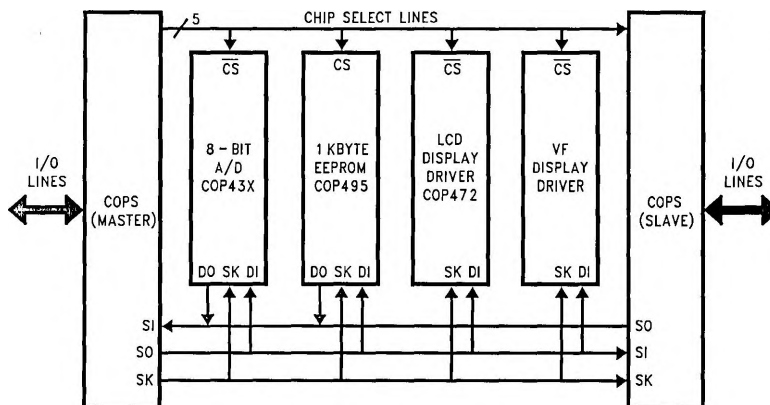 5 CHIP SELECT LINES
CS CS CS CS
8-BIT
A/D
COP43X
1 KBYTE
EEPROM
COP495
LCD
DISPLAY
DRIVER
COP472
VF
DISPLAY
DRIVER
I/O
LINES
COPS
(MASTER)
COPS
(SLAVE)
I/O
LINES
DO SK DI DO SK DI SK DI SK DI
SI SO
SO SI
SK SK